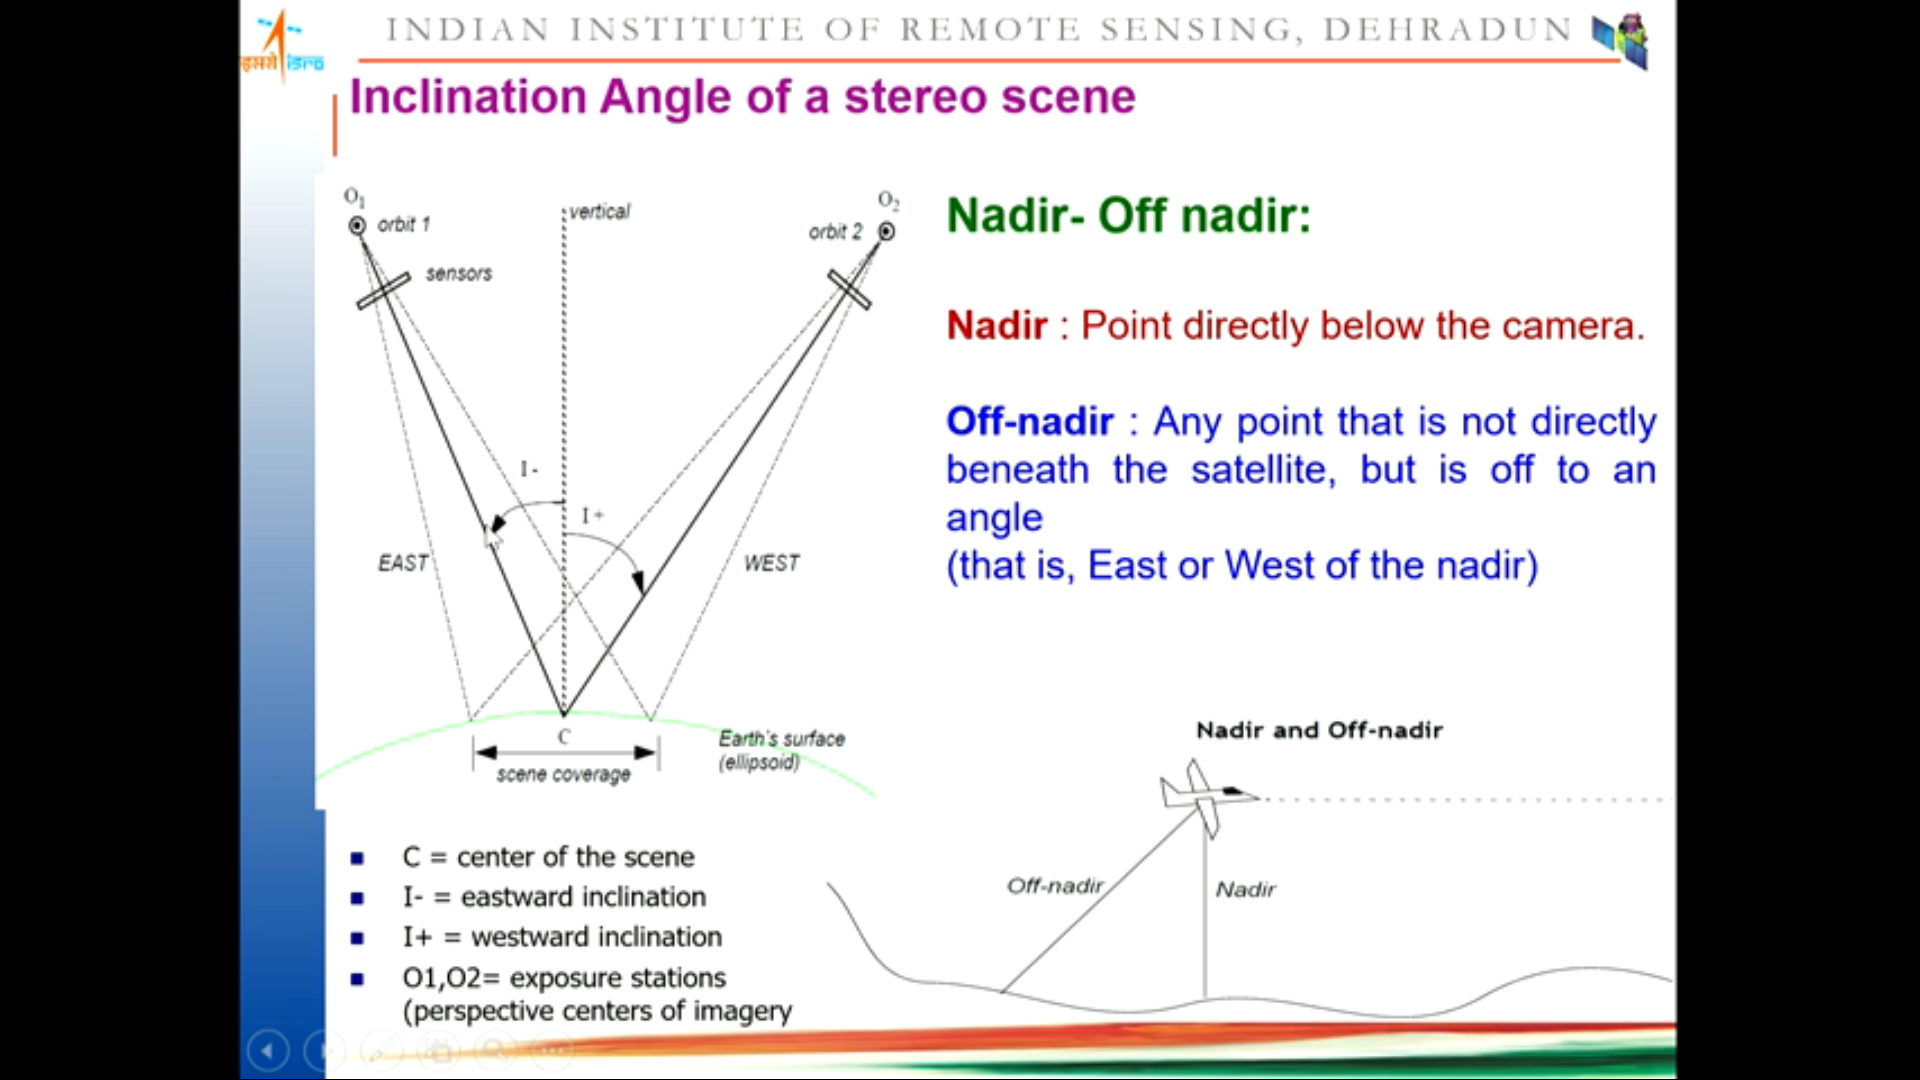 INDIAN INSTITUTE OF REMOTE SENSING, DEHRADUN
इसरो isro
Inclination Angle of a stereo scene
O1
orbit 1
sensors
vertical
O2
orbit 2
I -
I +
EAST
WEST
C
scene coverage
Earth's surface
(ellipsoid)
Nadir- Off nadir:
Nadir : Point directly below the camera.
Off-nadir : Any point that is not directly
beneath the satellite, but is off to an
angle
(that is, East or West of the nadir)
C = center of the scene
I- = eastward inclination
I+ = westward inclination
O1,O2= exposure stations
(perspective centers of imagery
Nadir and Off-nadir
Off-nadir
Nadir